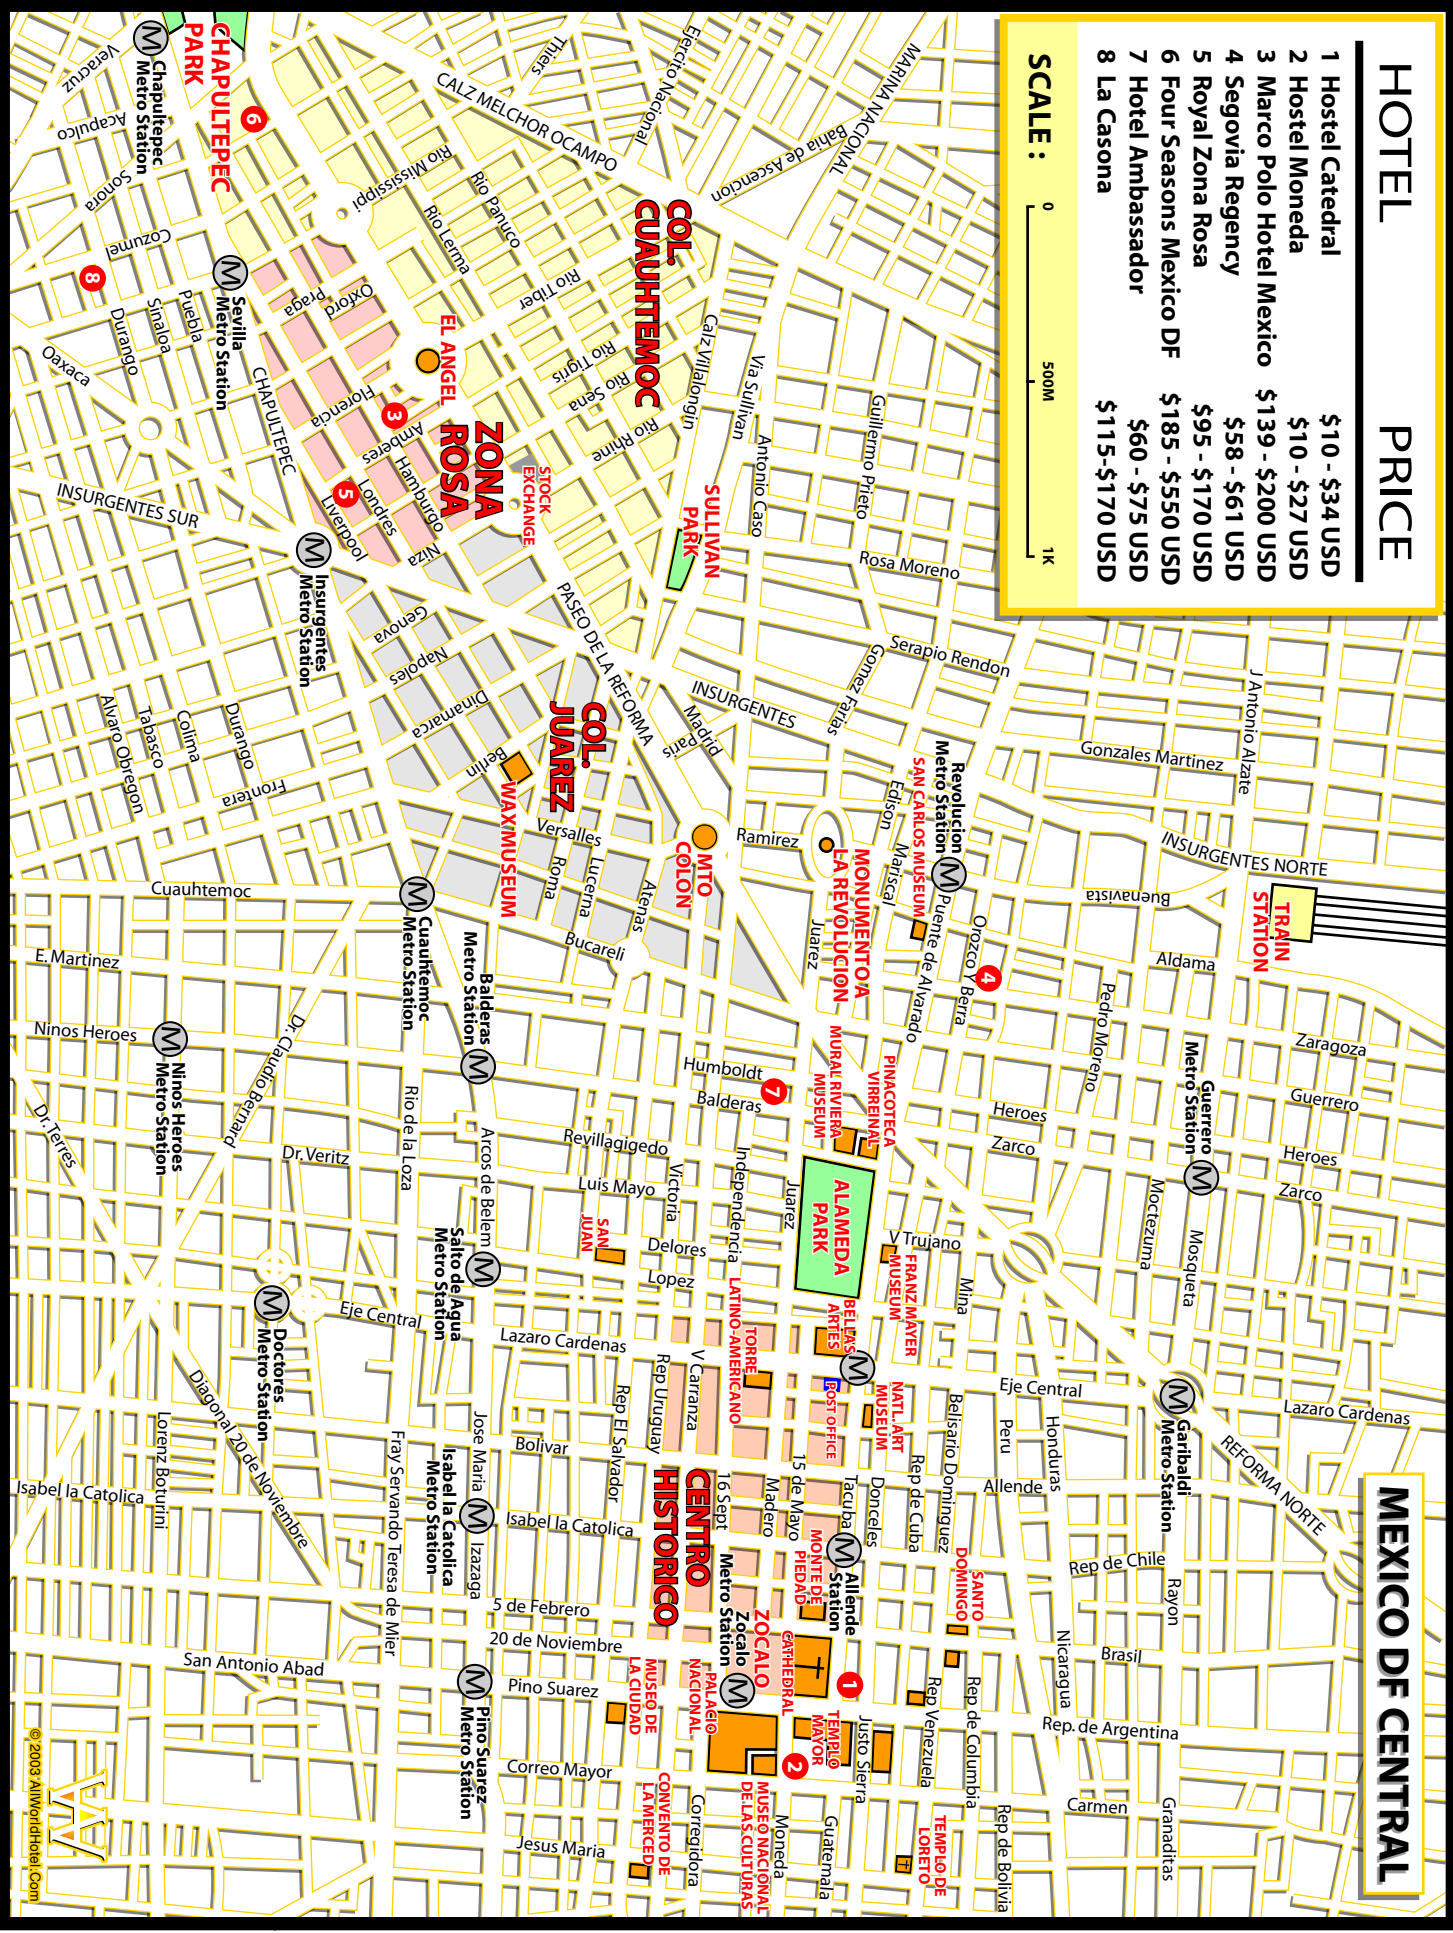 HOTEL PRICE
1 Hostel Catedral $10 - $34 USD
2 Hostel Moneda $10 - $27 USD
3 Marco Polo Hotel Mexico $139 - $200 USD
4 Segovia Regency $58 - $61 USD
5 Royal Zona Rosa $95 - $170 USD
6 Four Seasons Mexico DF $185 - $550 USD
7 Hotel Ambassador $60 - $75 USD
8 La Casona $115-$170 USD
SCALE : 0 500M 1K
MEXICO DF CENTRAL
J Antonio Alzate
Gonzales Martinez
INSURGENTES NORTE
TRAIN
STATION
Buenavista
Aldama
Zaragoza
Pedro Moreno
Guerrero
Guerrero
Metro Station
M
Heroes
Zarco
Heroes
Zarco
Moctezuma
Mosqueta
Eje Central
M
Garibaldi
Metro Station
Lazaro Cardenas
REFORMA NORTE
Peru
Honduras
Allende
Rep de Chile
Rayon
Nicaragua
Brasil
Rep. de Argentina
Carmen
Granaditas
Rep de Bolivia
MARINA NACIONAL
Bahia de Ascencion
Ejercito Nacional
Thiers
CALZ MELCHOR OCAMPO
COL.
CUAUHTEMOC
Guillermo Prieto
Via Sullivan
Calz Villalongin
Antonio Caso
SULLIVAN
PARK
Rosa Moreno
Serapio Rendon
Gomez Farias
INSURGENTES
Madrid
Paris
Revolucion
Metro Station
M
SAN CARLOS MUSEUM
Edison
Mariscal
Puente de Alvarado
Orozco Y Berra
4
Ramirez
MONUMENTO A
LA REVOLUCION
Juarez
MTO
COLON
PINACOTECA
VIRREINAL
MURAL RIVIERA
MUSEUM
Humboldt
7
Balderas
ALAMEDA
PARK
Juarez
V Trujano
FRANZ MAYER
MUSEUM
Mina
BELLAS
ARTES
M
POST OFFICE
NATL.ART
MUSEUM
TORRE
LATINO-AMERICANO
Belisario Dominguez
Rep de Cuba
Donceles
Tacuba
15 de Mayo
Madero
16 Sept
M
Allende
Station
MONTE DE
PIEDAD
SANTO
DOMINGO
CENTRO
HISTORICO
Zocalo
Metro Station
M
ZOCALO
CATHEDRAL
1
PALACIO
NACIONAL
TEMPLO
MAYOR
2
Justo Sierra
Rep Venezuela
Rep de Columbia
MUSEO NACIONAL
DE LAS CULTURAS
Moneda
Guatemala
TEMPLO DE
LORETO
Corregidora
CONVENTO DE
LA MERCED
MUSEO DE
LA CIUDAD
Rio Mississippi
Rio Panuco
Rio Lerma
Rio Tiber
Rio Tigris
Rio Sena
Rio Rhine
EL ANGEL
ZONA
ROSA
STOCK
EXCHANGE
PASEO DE LA REFORMA
3
5
Praga
Oxford
Florencia
Amberes
Hamburgo
Londres
Liverpool
Niza
Genova
Napoles
Dinamarca
Berlin
COL.
JUAREZ
WAX MUSEUM
Versalles
Roma
Lucerna
Atenas
Bucareli
Revillagigedo
Luis Mayo
Victoria
Independencia
SAN
JUAN
Delores
Lopez
Lazaro Cardenas
Rep Uruguay
V Carranza
Rep El Salvador
Bolivar
Isabel la Catolica
5 de Febrero
20 de Noviembre
Pino Suarez
Correo Mayor
Jesus Maria
CHAPULTEPEC
PARK
6
M
Chapultepec
Metro Station
Veracruz
Acapulco
Sonora
Cozumel
8
M
Sevilla
Metro Station
Puebla
Sinaloa
Durango
Oaxaca
CHAPULTEPEC
INSURGENTES SUR
M
Insurgentes
Metro Station
Durango
Colima
Tabasco
Alvaro Obregon
Frontera
Cuauhtemoc
M
Cuauhtemoc
Metro Station
Balderas
Metro Station
M
E. Martinez
Ninos Heroes
M
Ninos Heroes
Metro Station
Dr. Claudio Bernard
Rio de la Loza
Dr. Terres
Dr.Veritz
Arcos de Belem
Salto de Agua
Metro Station
M
M
Doctores
Metro Station
Eje Central
Diagonal 20 de Noviembre
Lorenz Boturini
Isabel la Catolica
Fray Servando Teresa de Mier
Jose Maria
Izazaga
Isabel la Catolica
Metro Station
M
San Antonio Abad
M
Pino Suarez
Metro Station
© 2003 AllWorldHotel.Com